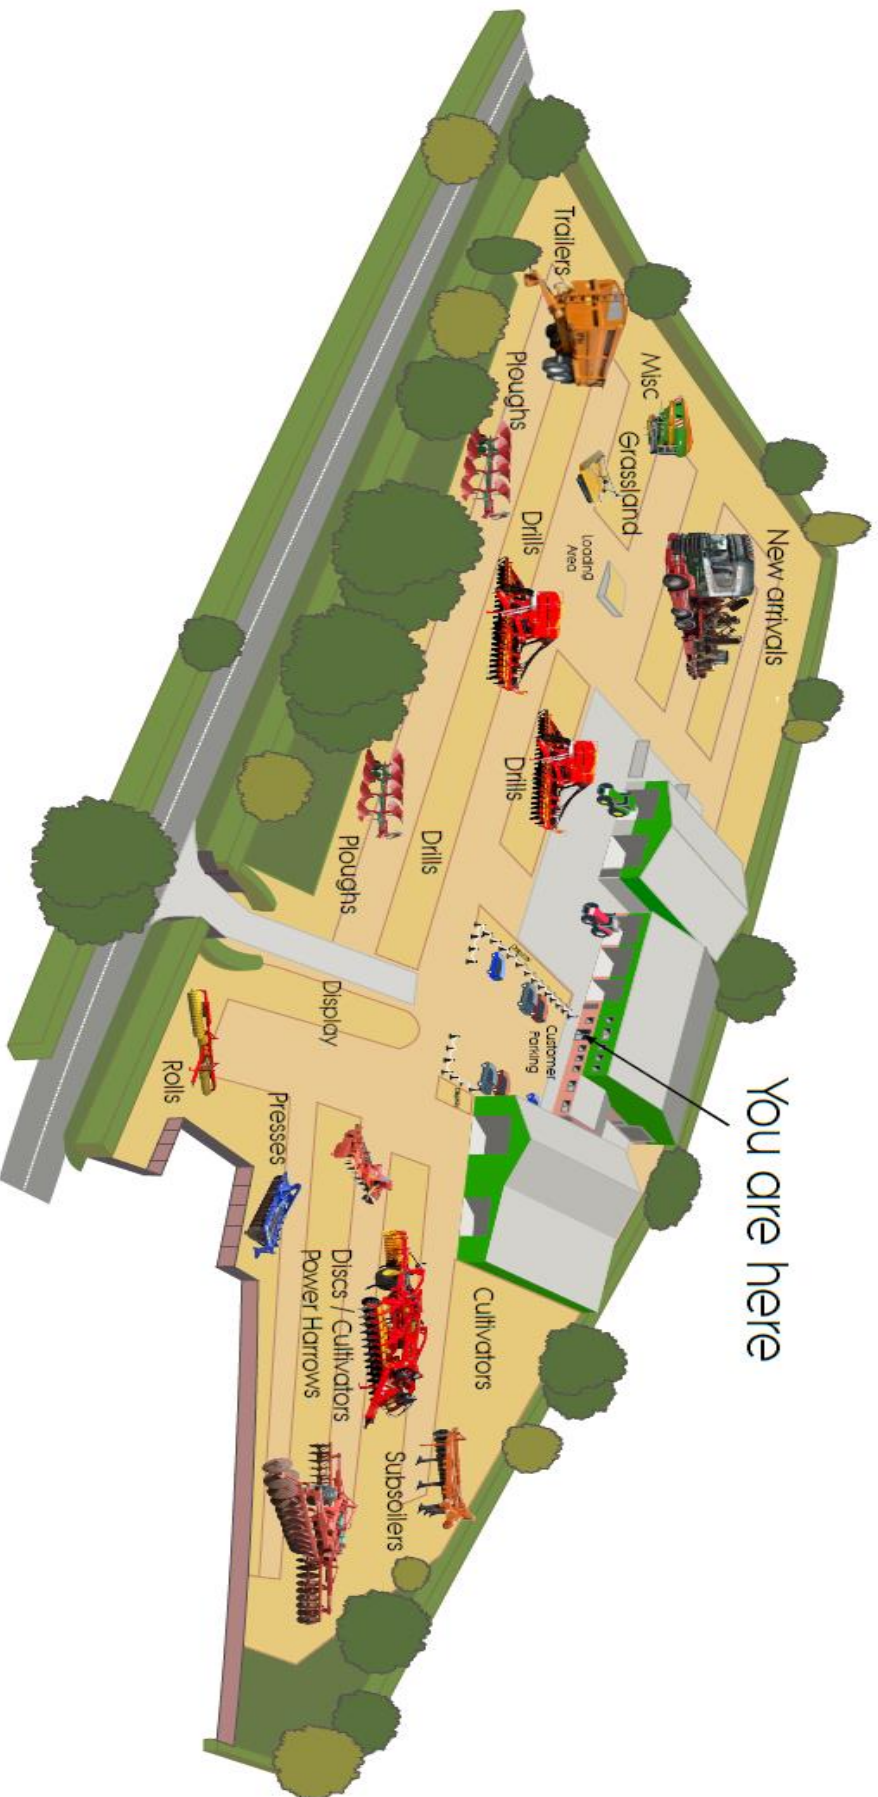 You are here
New arrivals
Misc
Grassland
Loading
Area
Trailers
Customer
Parking
Drills
Ploughs
Drills
Cultivators
Drills
Subsoilers
Ploughs
Discs / Cultivators
Power Harrows
Display
Presses
Rolls